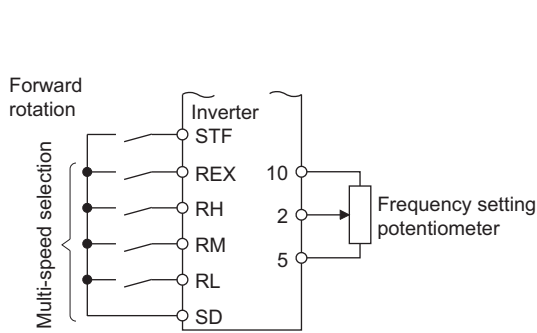 Forward
rotation
Inverter
STF
REX
RH
RM
RL
SD
10
2
5
Multi-speed selection
Frequency setting
potentiometer